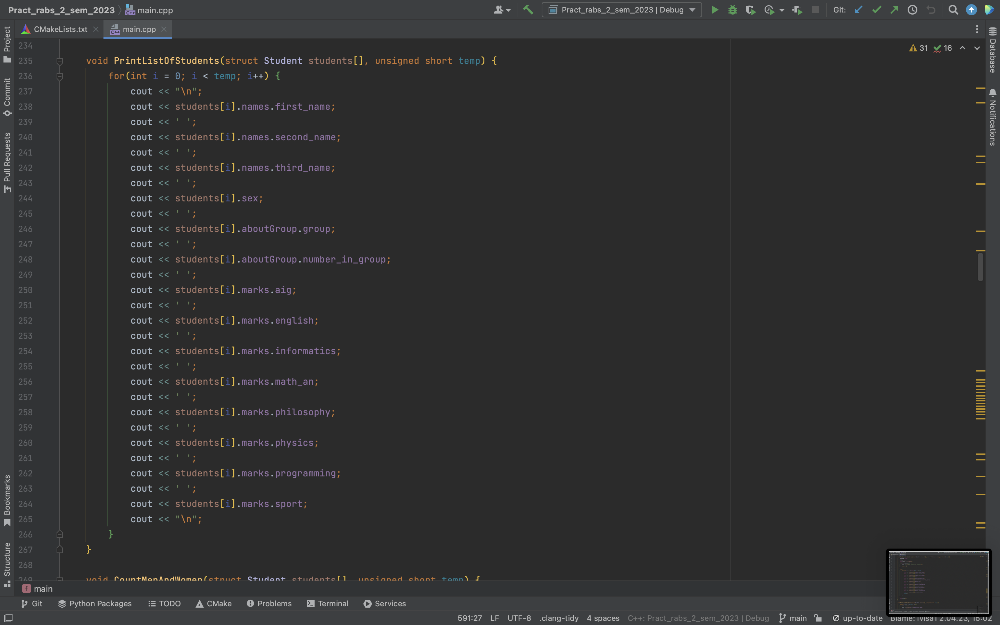 Pract_rabs_2_sem_2023 main.cpp Pract_rabs_2_sem_2023 | Debug Git:
CMakeLists.txt main.cpp
31 16
Project
Commit
Pull Requests
Bookmarks
Structure
Database
Notifications
234
235 void PrintListOfStudents(struct Student students[], unsigned short temp) {
236 for(int i = 0; i < temp; i++) {
237 cout << "\n";
238 cout << students[i].names.first_name;
239 cout << ' ';
240 cout << students[i].names.second_name;
241 cout << ' ';
242 cout << students[i].names.third_name;
243 cout << ' ';
244 cout << students[i].sex;
245 cout << ' ';
246 cout << students[i].aboutGroup.group;
247 cout << ' ';
248 cout << students[i].aboutGroup.number_in_group;
249 cout << ' ';
250 cout << students[i].marks.aig;
251 cout << ' ';
252 cout << students[i].marks.english;
253 cout << ' ';
254 cout << students[i].marks.informatics;
255 cout << ' ';
256 cout << students[i].marks.math_an;
257 cout << ' ';
258 cout << students[i].marks.philosophy;
259 cout << ' ';
260 cout << students[i].marks.physics;
261 cout << ' ';
262 cout << students[i].marks.programming;
263 cout << ' ';
264 cout << students[i].marks.sport;
265 cout << "\n";
266 }
267 }
268
269 void CountMenAndWomen(struct Student students[], unsigned short temp) {
f main
Git Python Packages TODO CMake Problems Terminal Services
591:27 LF UTF-8 .clang-tidy 4 spaces C++: Pract_rabs_2_sem_2023 | Debug main up-to-date Blame: 2.04.23, 15:02